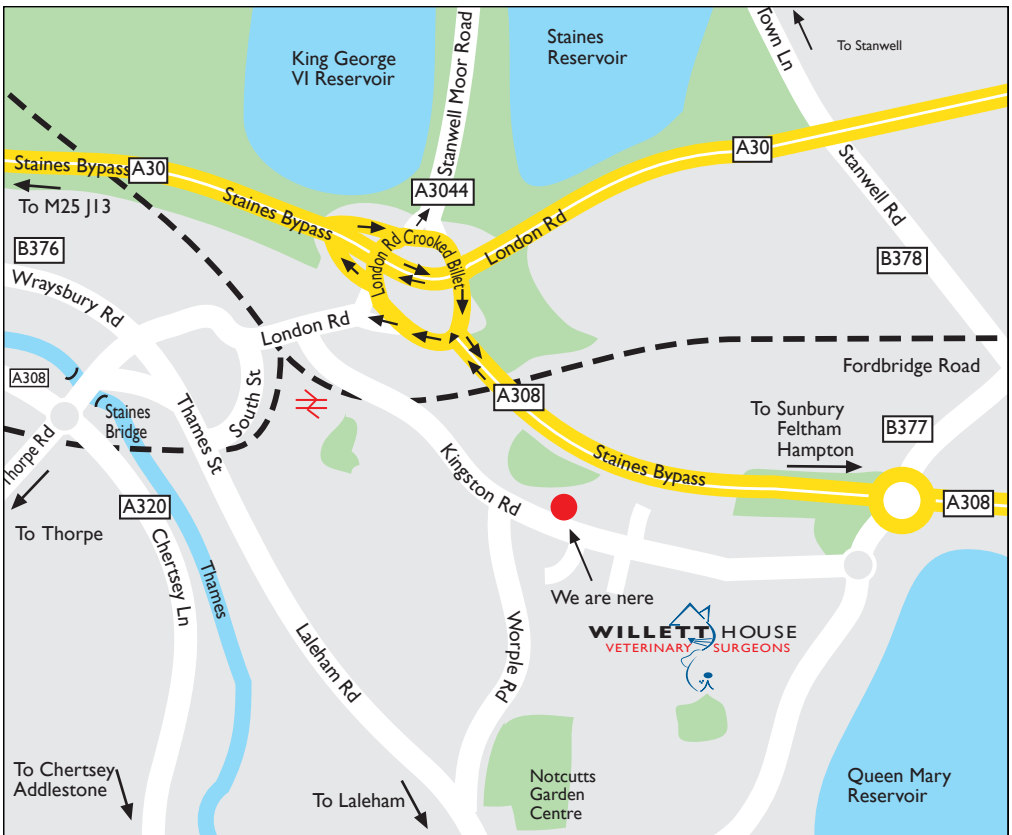 Town Ln
To Stanwell
King George
VI Reservoir
Staines
Reservoir
Stanwell Moor Road
A30
Stanwell Rd
Staines Bypass
A30
To M25 J13
A3044
Staines Bypass
London Rd
Crooked Billet
London Rd
B376
B378
Wraysbury Rd
London Rd
Fordbridge Road
A308
Staines
Bridge
South St
Thames St
A308
To Sunbury
Feltham
Hampton
B377
Thorpe Rd
Kingston Rd
Staines Bypass
A308
To Thorpe
A320
Chertsey Ln
Thames
We are nere
WILLETT HOUSE
VETERINARY SURGEONS
Laleham Rd
Worple Rd
To Chertsey
Addlestone
To Laleham
Notcutts
Garden
Centre
Queen Mary
Reservoir